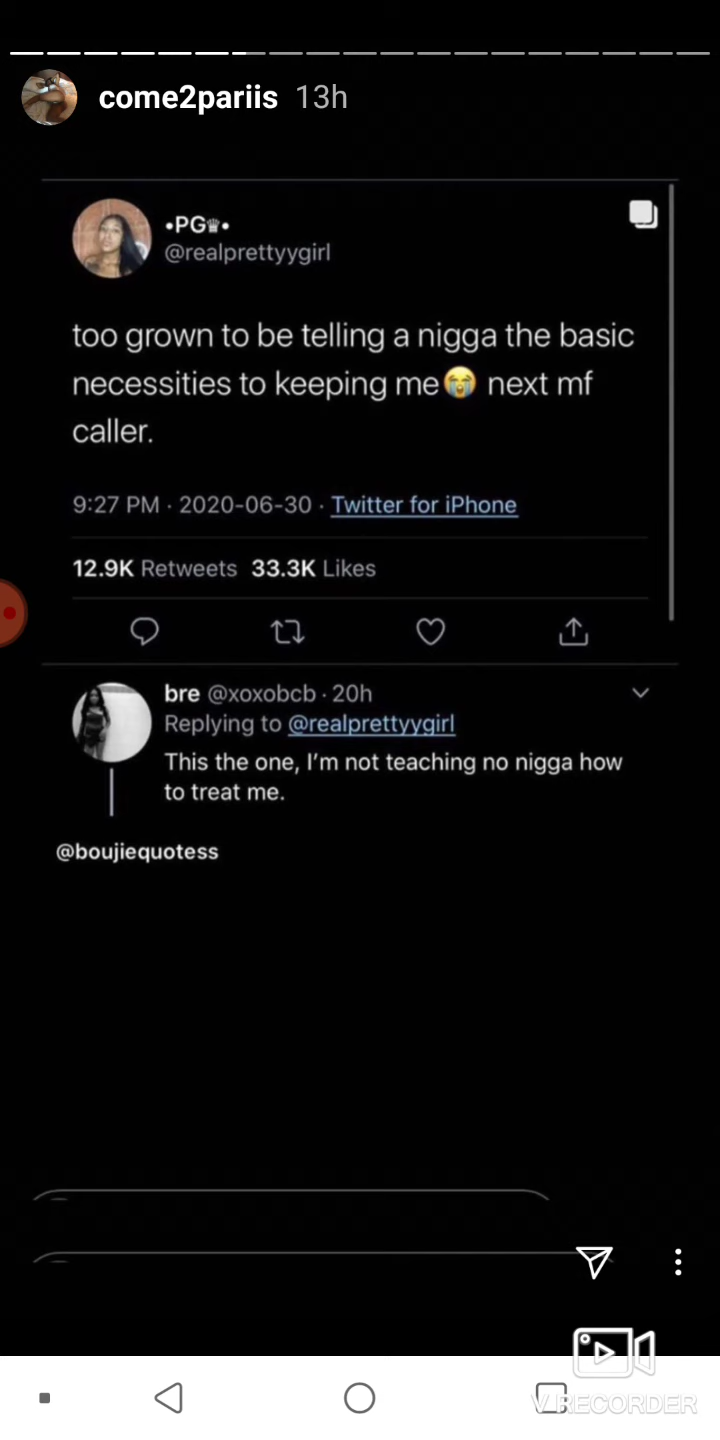 come2pariis 13h
•PG♕•
@realprettyygirl
too grown to be telling a nigga the basic
necessities to keeping me😭 next mf
caller.
9:27 PM · 2020-06-30 · Twitter for iPhone
12.9K Retweets 33.3K Likes
bre @xoxobcb · 20h
Replying to @realprettyygirl
This the one, I'm not teaching no nigga how
to treat me.
@boujiequotess
V RECORDER